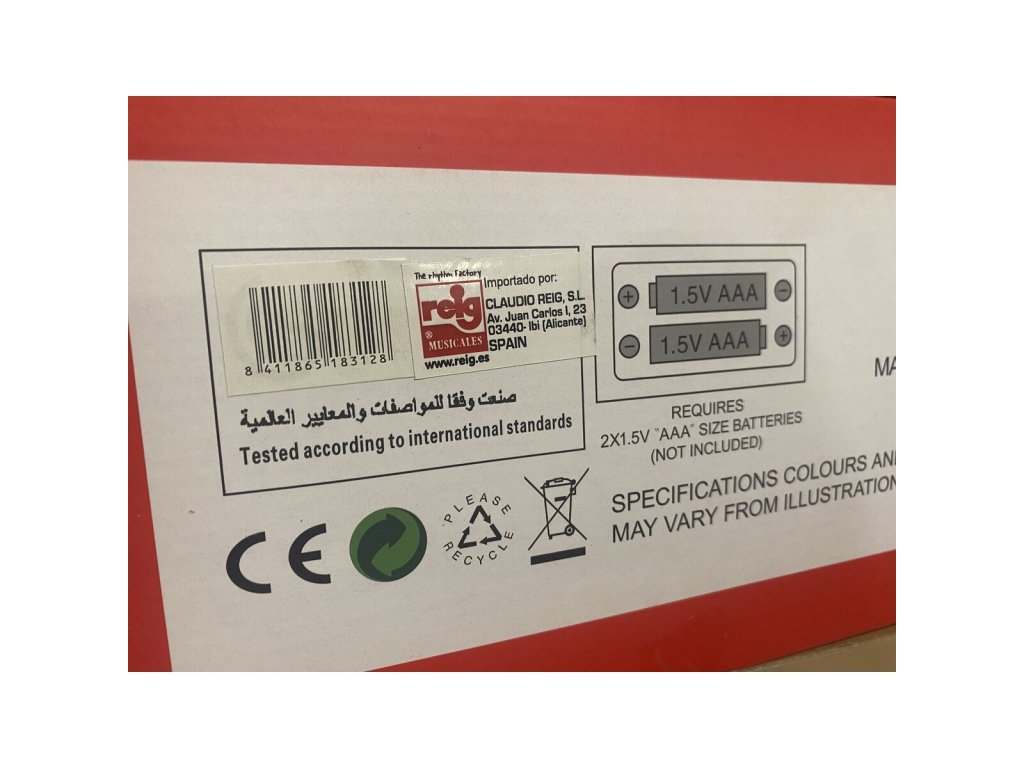 8 411865 183128
The rhythm Factory
reig
®
MUSICALES
www.reig.es
Importado por:
CLAUDIO REIG, S.L.
Av. Juan Carlos I, 23
03440- Ibi (Alicante)
SPAIN
صنعت وفقا للمواصفات والمعايير العالمية
Tested according to international standards
+ 1.5V AAA −
− 1.5V AAA +
REQUIRES
2X1.5V "AAA" SIZE BATTERIES
(NOT INCLUDED)
MA
CE
PLEASE
RECYCLE
SPECIFICATIONS COLOURS AN
MAY VARY FROM ILLUSTRATION